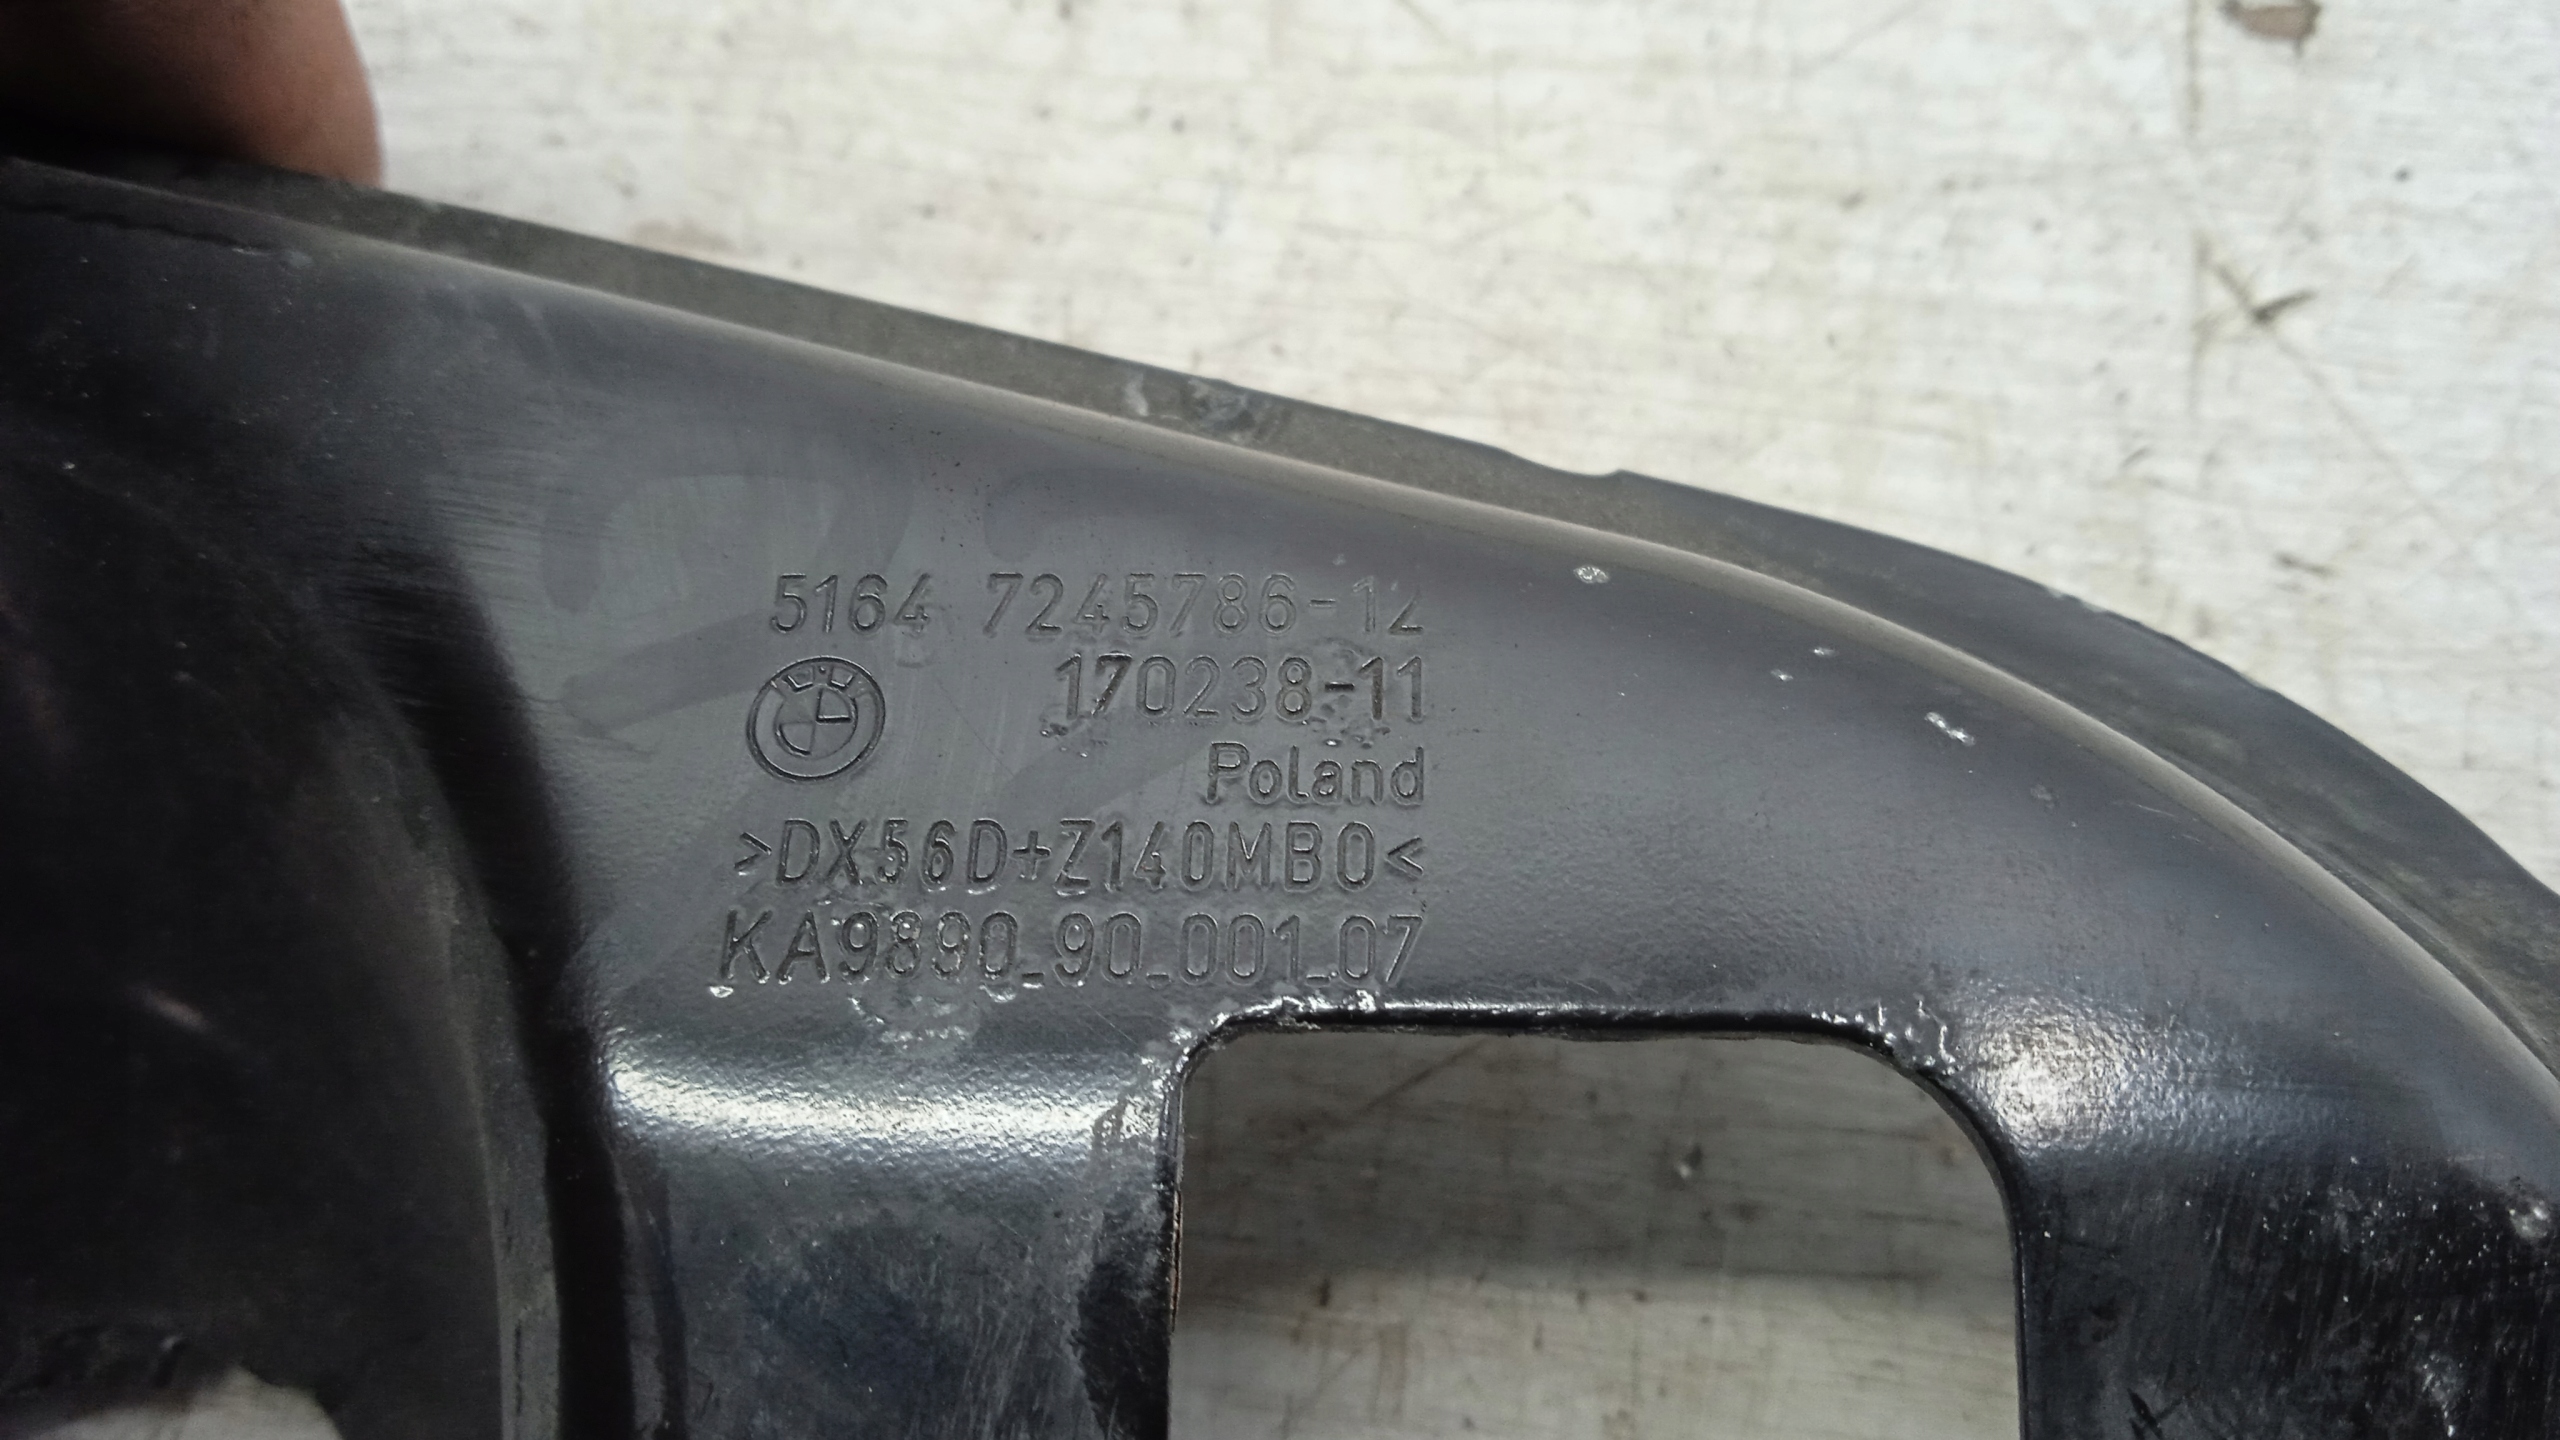 5164 7245786-12
170238-11
Poland
>DX56D+Z140MBO<
KA9890_90_001_07